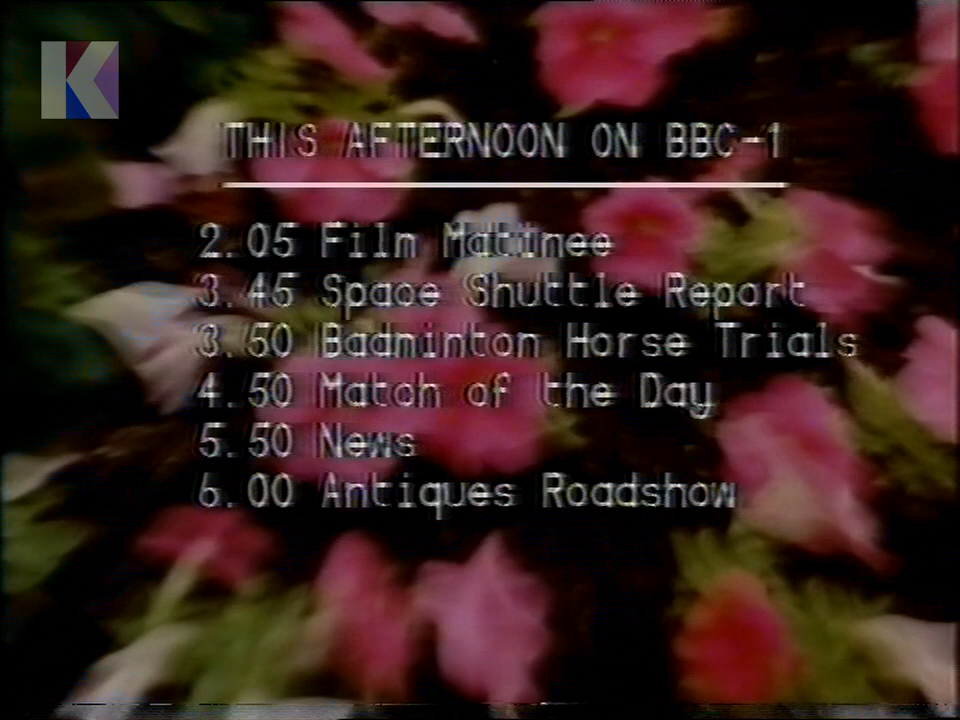 K
THIS AFTERNOON ON BBC-1
2.05 Film Matinee
3.45 Space Shuttle Report
3.50 Badminton Horse Trials
4.50 Match of the Day
5.50 News
6.00 Antiques Roadshow